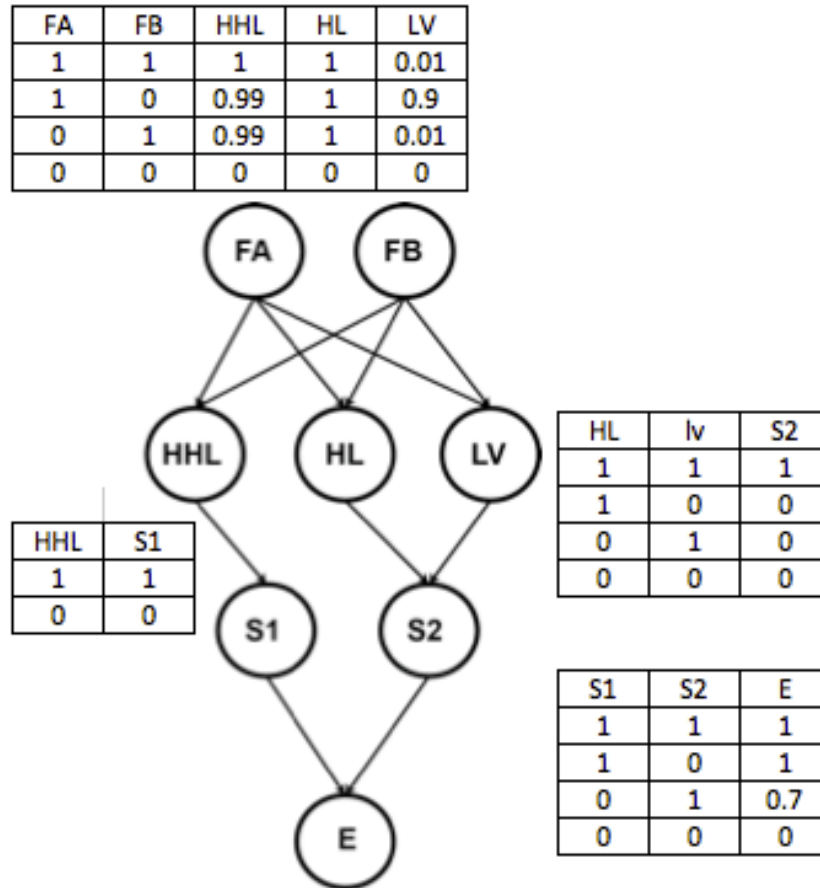 FA FB HHL HL LV
1 1 1 1 0.01
1 0 0.99 1 0.9
0 1 0.99 1 0.01
0 0 0 0 0
FA FB
HHL HL LV
HL lv S2
1 1 1
1 0 0
0 1 0
0 0 0
HHL S1
1 1
0 0
S1 S2
S1 S2 E
1 1 1
1 0 1
0 1 0.7
0 0 0
E